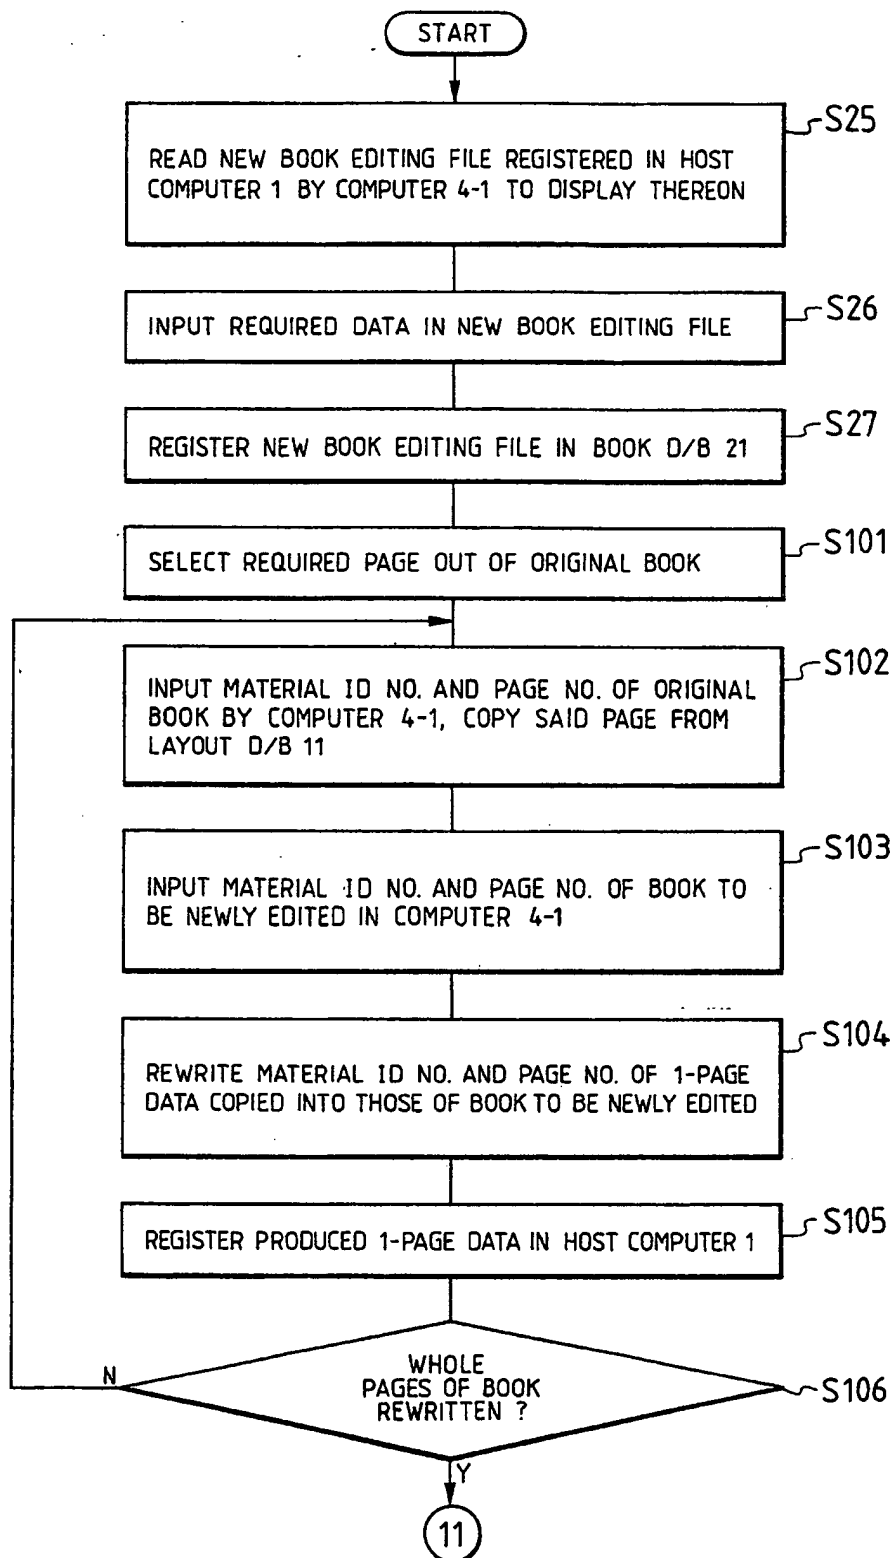 START
S25
READ NEW BOOK EDITING FILE REGISTERED IN HOST
COMPUTER 1 BY COMPUTER 4-1 TO DISPLAY THEREON
S26
INPUT REQUIRED DATA IN NEW BOOK EDITING FILE
S27
REGISTER NEW BOOK EDITING FILE IN BOOK D/B 21
S101
SELECT REQUIRED PAGE OUT OF ORIGINAL BOOK
S102
INPUT MATERIAL ID NO. AND PAGE NO. OF ORIGINAL
BOOK BY COMPUTER 4-1, COPY SAID PAGE FROM
LAYOUT D/B 11
S103
INPUT MATERIAL ID NO. AND PAGE NO. OF BOOK TO
BE NEWLY EDITED IN COMPUTER 4-1
S104
REWRITE MATERIAL ID NO. AND PAGE NO. OF 1-PAGE
DATA COPIED INTO THOSE OF BOOK TO BE NEWLY EDITED
S105
REGISTER PRODUCED 1-PAGE DATA IN HOST COMPUTER 1
N
WHOLE
PAGES OF BOOK
REWRITTEN ?
S106
Y
11